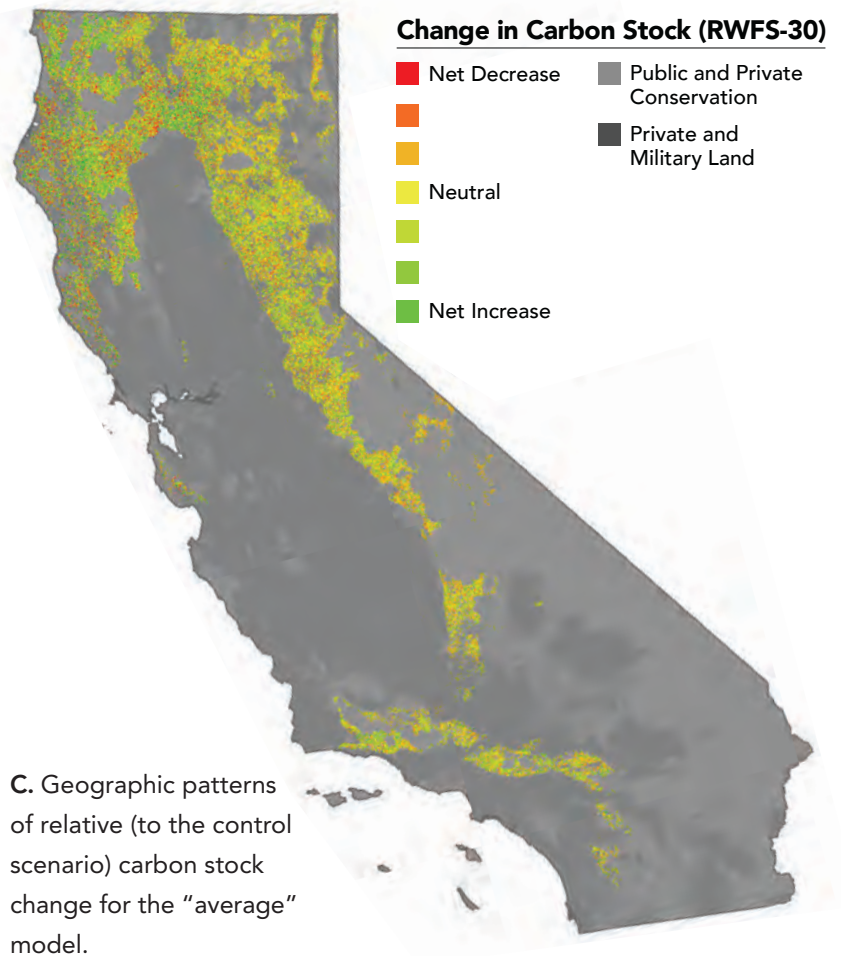 Change in Carbon Stock (RWFS-30)
Net Decrease
Neutral
Net Increase
Public and Private
Conservation
Private and
Military Land
C. Geographic patterns
of relative (to the control
scenario) carbon stock
change for the “average”
model.